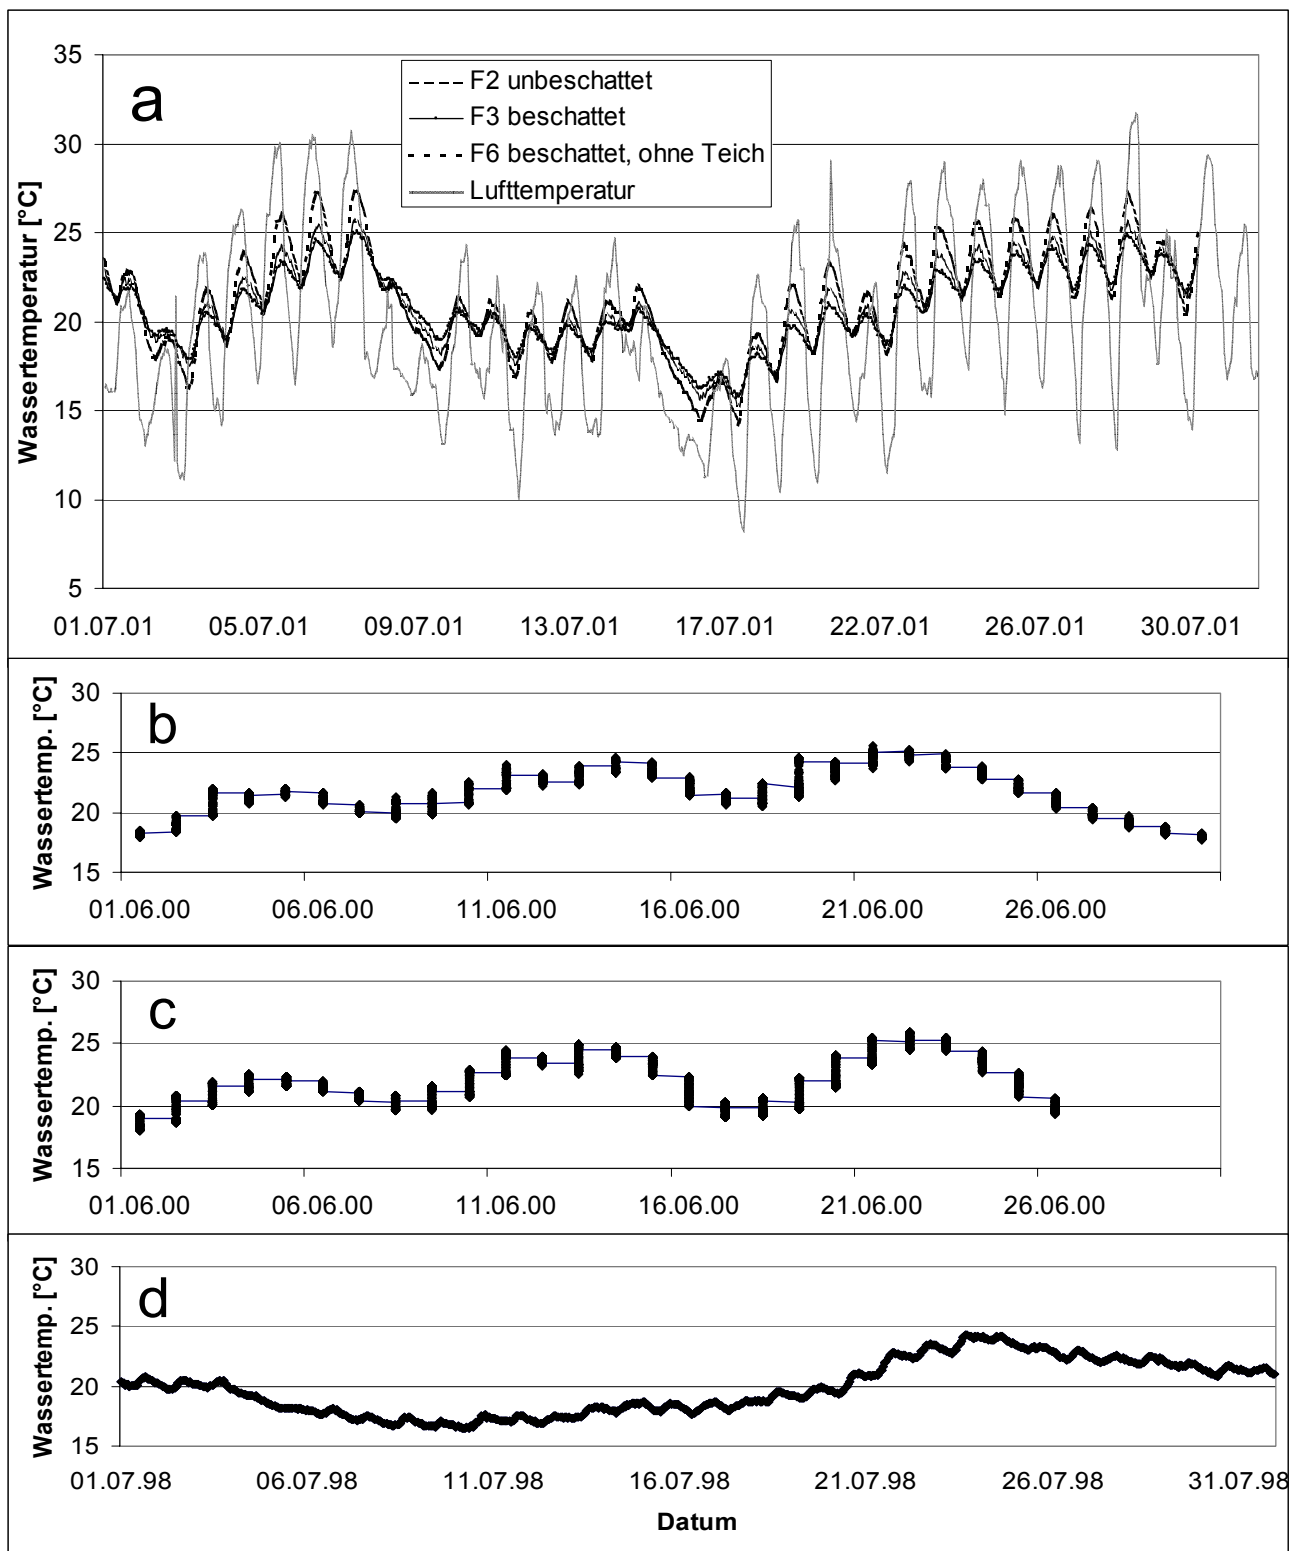 a
F2 unbeschattet
F3 beschattet
F6 beschattet, ohne Teich
Lufttemperatur
Wassertemperatur [°C]
35
30
25
20
15
10
5
01.07.01 05.07.01 09.07.01 13.07.01 17.07.01 22.07.01 26.07.01 30.07.01
b
Wassertemp. [°C]
30
25
20
15
01.06.00 06.06.00 11.06.00 16.06.00 21.06.00 26.06.00
c
Wassertemp. [°C]
30
25
20
15
01.06.00 06.06.00 11.06.00 16.06.00 21.06.00 26.06.00
d
Wassertemp. [°C]
30
25
20
15
01.07.98 06.07.98 11.07.98 16.07.98 21.07.98 26.07.98 31.07.98
Datum